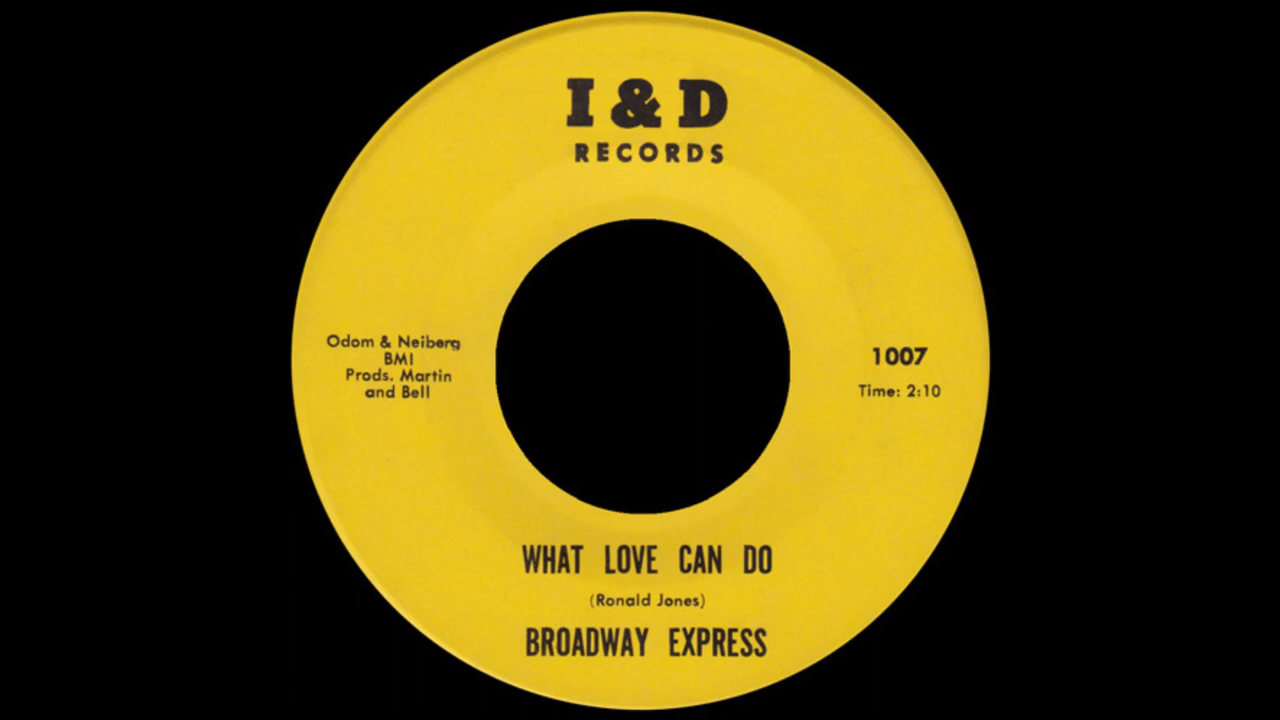 I & D
RECORDS
Odom & Neiberg
BMI
Prods. Martin
and Bell
1007
Time: 2:10
WHAT LOVE CAN DO
(Ronald Jones)
BROADWAY EXPRESS